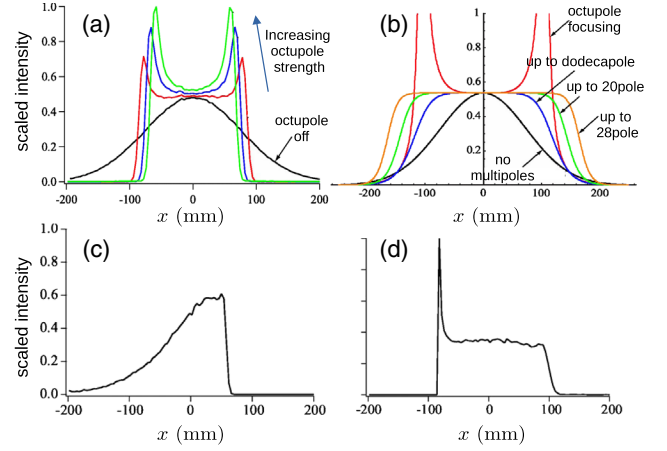 (a)
scaled intensity
1.0
0.8
0.6
0.4
0.2
0.0
Increasing
octupole
strength
octupole
off
-200
-100
0
100
200
x (mm)
(b)
1
0.8
0.6
0.4
0.2
octupole
focusing
up to dodecapole
up to 20pole
up to
28pole
no
multipoles
-200
-100
0
100
200
x (mm)
(c)
scaled intensity
1.0
0.8
0.6
0.4
0.2
0.0
-200
-100
0
100
200
x (mm)
(d)
-200
-100
0
100
200
x (mm)